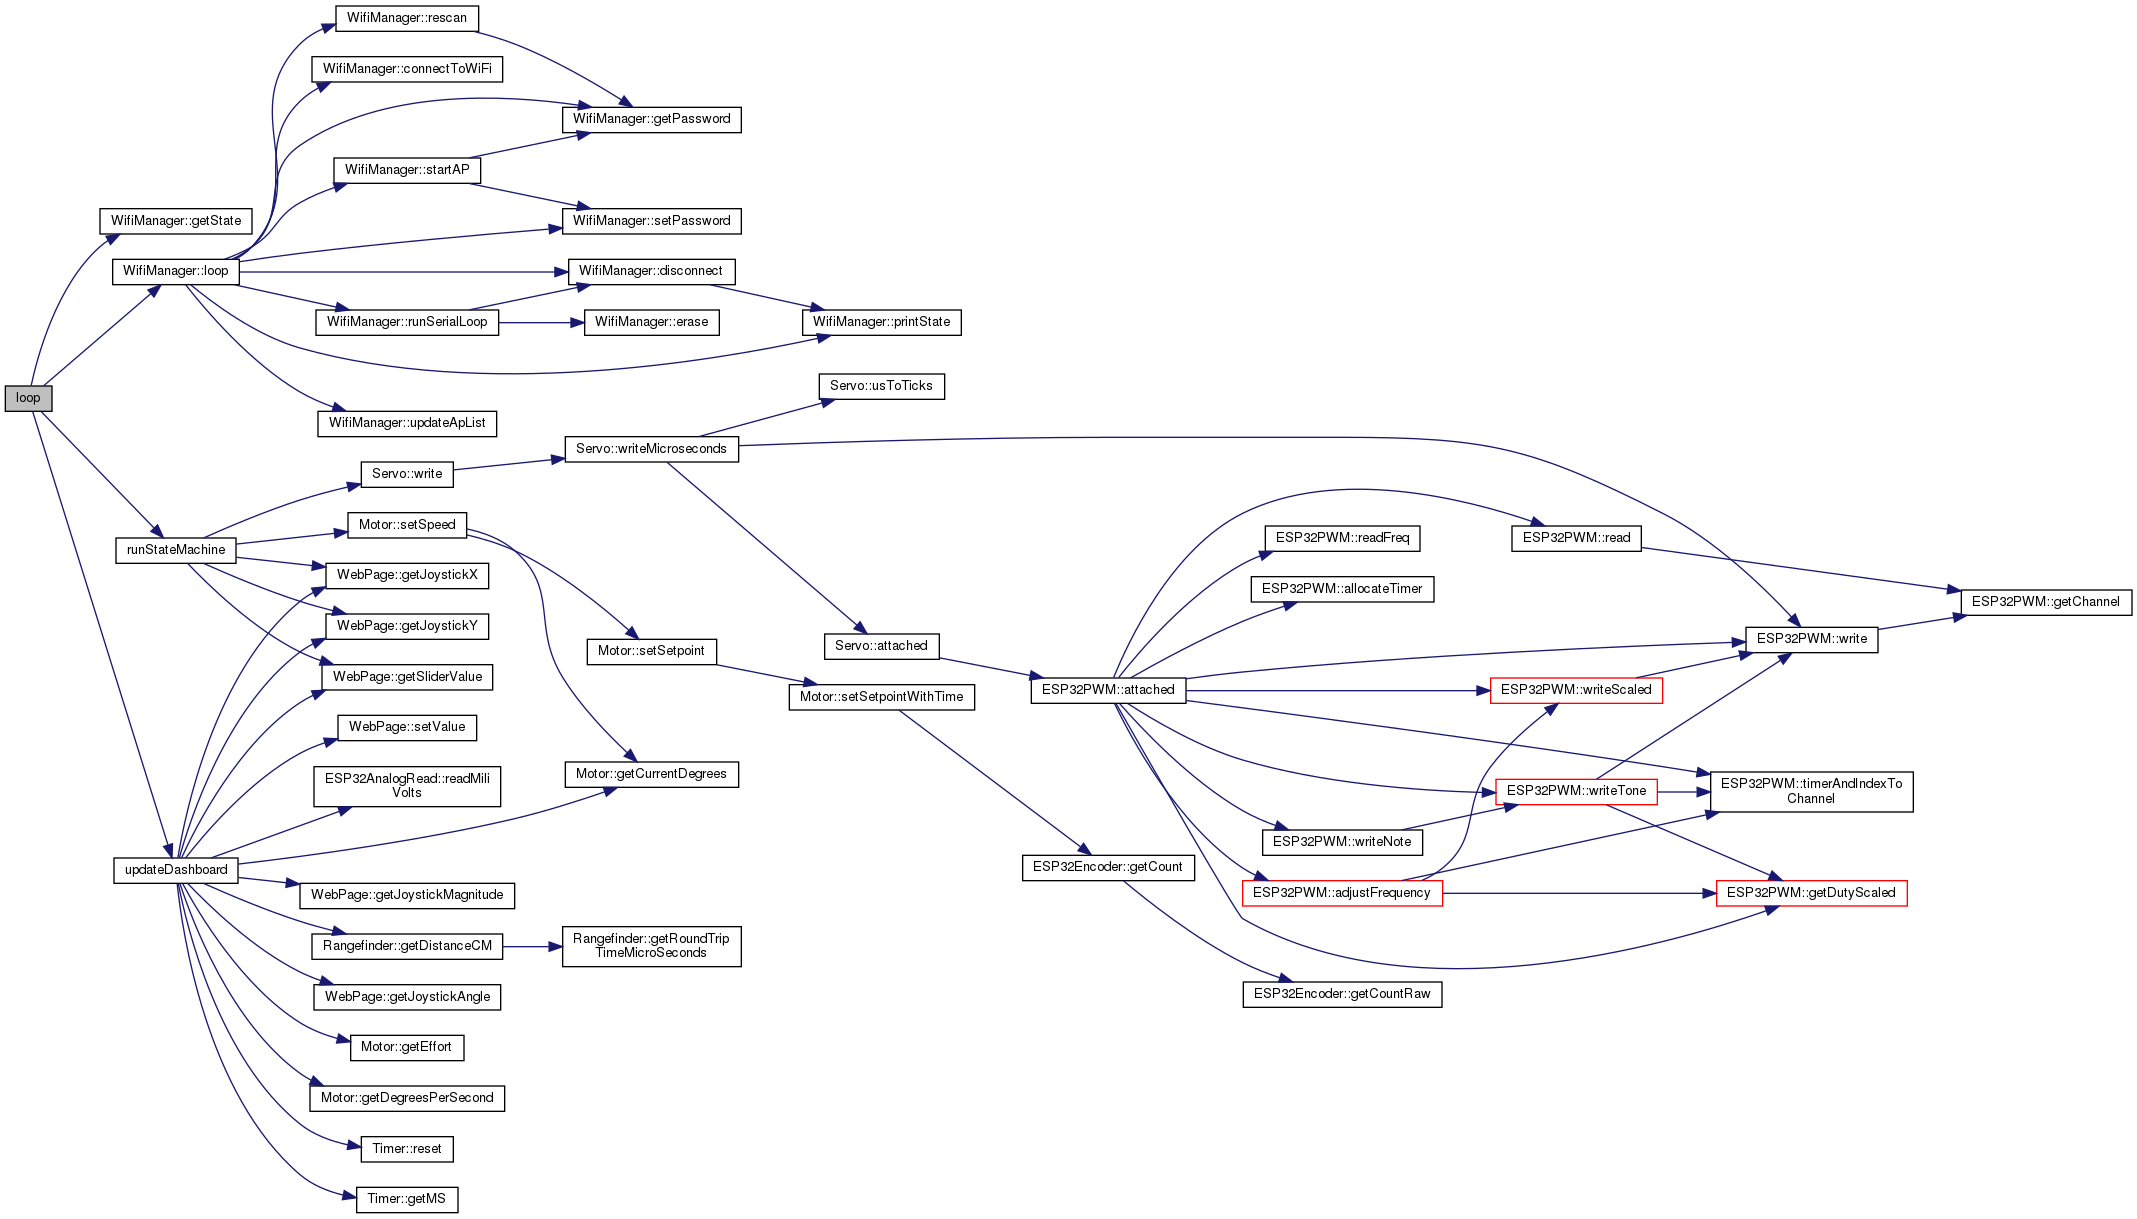 loop
WifiManager::getState
WifiManager::loop
runStateMachine
updateDashboard
WifiManager::rescan
WifiManager::connectToWiFi
WifiManager::startAP
WifiManager::runSerialLoop
WifiManager::updateApList
Servo::write
Motor::setSpeed
WebPage::getJoystickX
WebPage::getJoystickY
WebPage::getSliderValue
WebPage::setValue
ESP32AnalogRead::readMili
Volts
WebPage::getJoystickMagnitude
Rangefinder::getDistanceCM
WebPage::getJoystickAngle
Motor::getEffort
Motor::getDegreesPerSecond
Timer::reset
Timer::getMS
WifiManager::getPassword
WifiManager::setPassword
WifiManager::disconnect
WifiManager::erase
Servo::writeMicroseconds
Motor::setSetpoint
Motor::getCurrentDegrees
Rangefinder::getRoundTrip
TimeMicroSeconds
WifiManager::printState
Servo::usToTicks
Servo::attached
Motor::setSetpointWithTime
ESP32PWM::attached
ESP32Encoder::getCount
ESP32PWM::readFreq
ESP32PWM::allocateTimer
ESP32PWM::writeNote
ESP32PWM::adjustFrequency
ESP32Encoder::getCountRaw
ESP32PWM::read
ESP32PWM::writeScaled
ESP32PWM::writeTone
ESP32PWM::write
ESP32PWM::timerAndIndexTo
Channel
ESP32PWM::getDutyScaled
ESP32PWM::getChannel